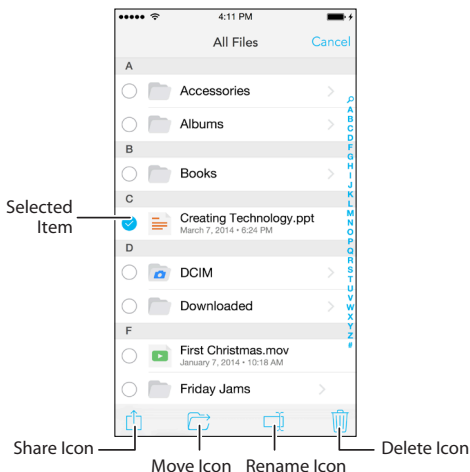 4:11 PM
All Files
Cancel
A
Accessories
Albums
B
Books
C
Selected
Item
Creating Technology.ppt
March 7, 2014 • 6:24 PM
D
DCIM
Downloaded
F
First Christmas.mov
January 7, 2014 • 10:18 AM
Friday Jams
A
B
C
D
F
G
H
I
J
K
L
M
N
O
P
Q
R
S
T
U
V
W
X
Y
Z
#
Share Icon
Move Icon
Rename Icon
Delete Icon